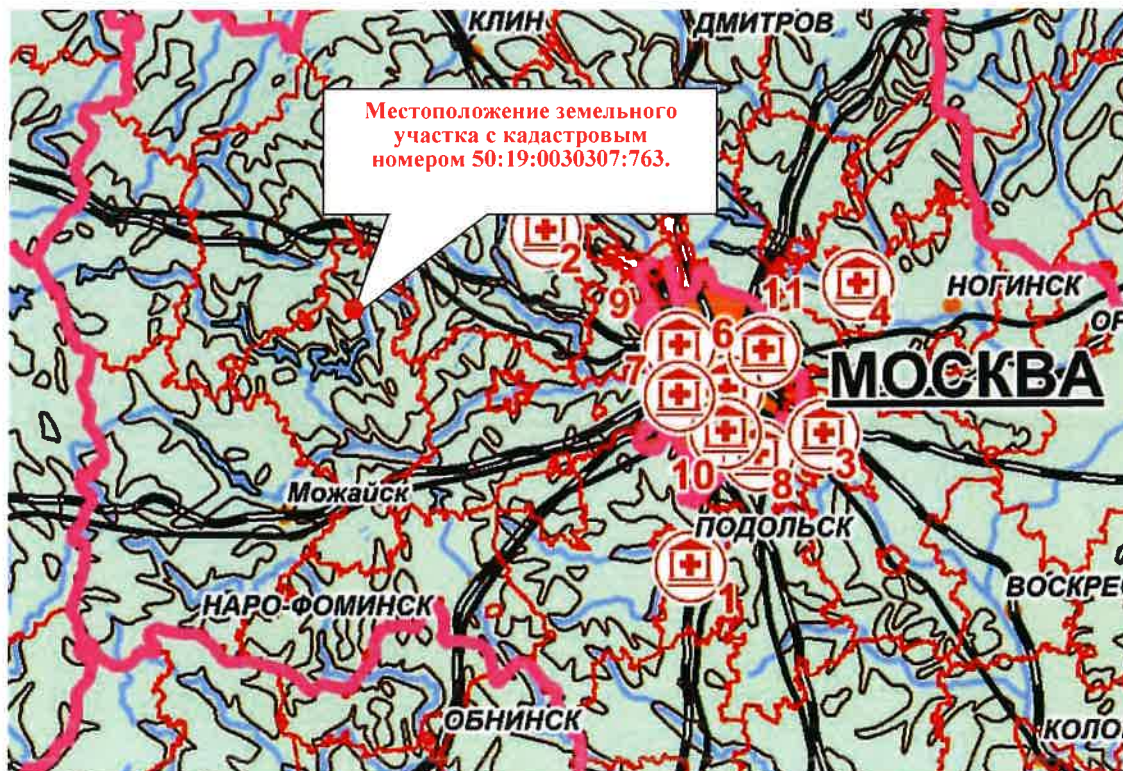 КЛИН
ДМИТРОВ
Местоположение земельного
участка с кадастровым
номером 50:19:0030307:763.
2
9
11
4
НОГИНСК
ОР
6
7
МОСКВА
10
8
3
Можайск
ПОДОЛЬСК
1
ВОСКРЕС
НАРО-ФОМИНСК
ОБНИНСК
КОЛО